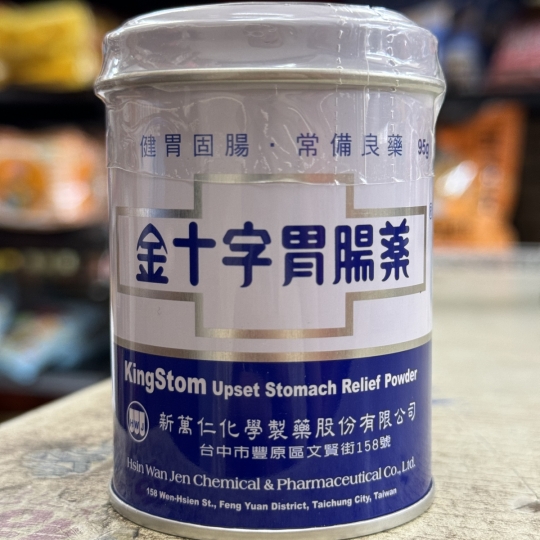 健胃固腸・常備良藥 95g
金十字胃腸薬
KingStom Upset Stomach Relief Powder
新萬仁化學製藥股份有限公司
台中市豐原區文賢街158號
Hsin Wan Jen Chemical & Pharmaceutical Co., Ltd.
158 Wen-Hsien St., Feng Yuan District, Taichung City, Taiwan